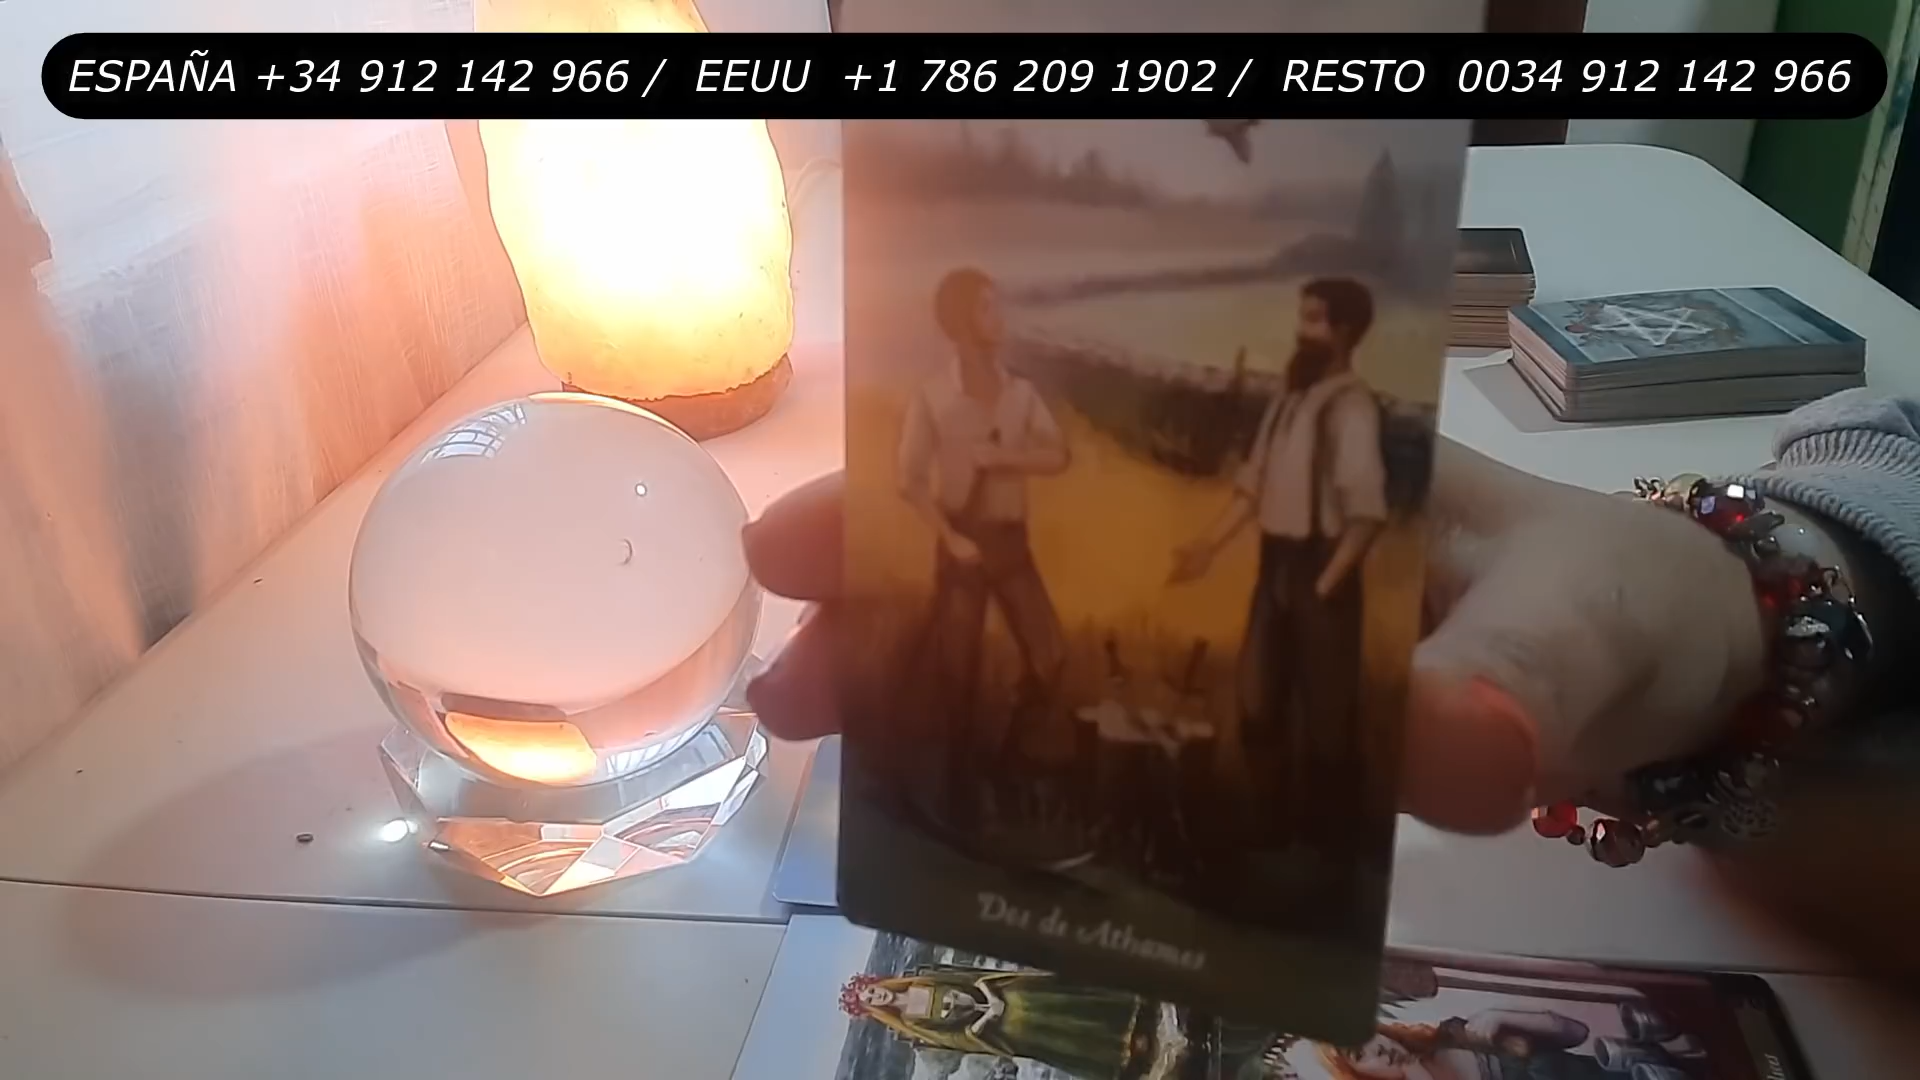 ESPAÑA +34 912 142 966 / EEUU +1 786 209 1902 / RESTO 0034 912 142 966
Dos de Athames